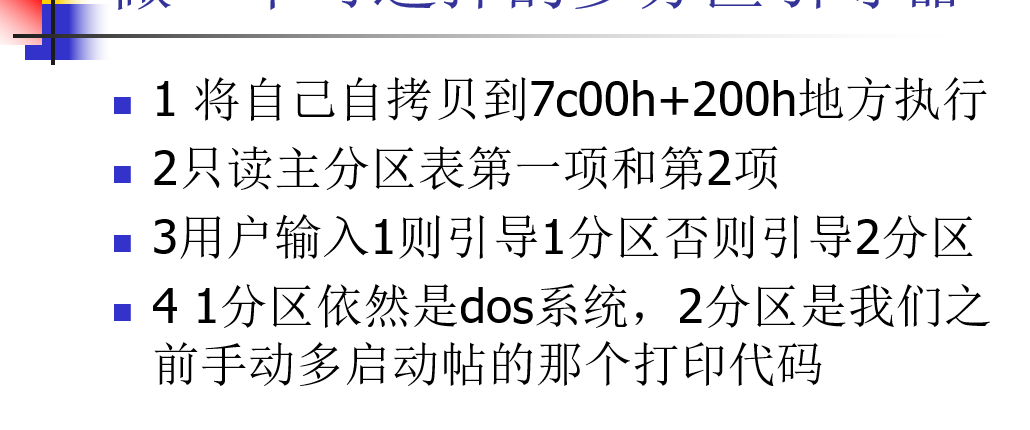 1 将自己自拷贝到7c00h+200h地方执行
2只读主分区表第一项和第2项
3用户输入1则引导1分区否则引导2分区
4 1分区依然是dos系统，2分区是我们之
前手动多启动帖的那个打印代码